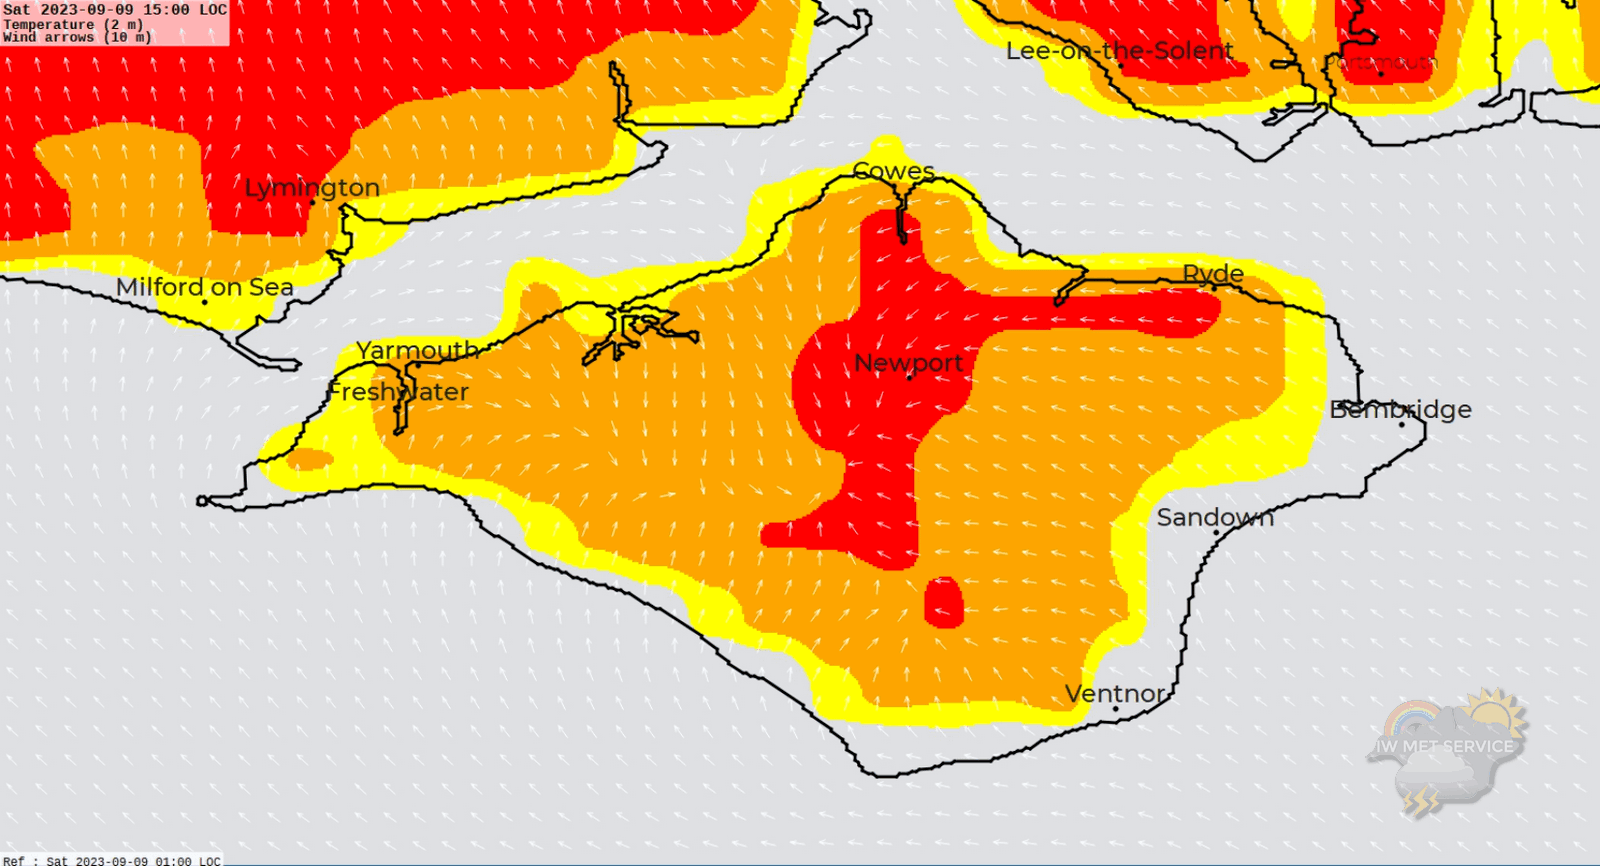 Sat 2023-09-09 15:00 LOC
Temperature (2 m)
Wind arrows (10 m)
Lee-on-the-Solent
Portsmouth
Cowes
Lymington
Ryde
Milford on Sea
Yarmouth
Newport
Freshwater
Bembridge
Sandown
Ventnor
IW MET SERVICE
Ref : Sat 2023-09-09 01:00 LOC